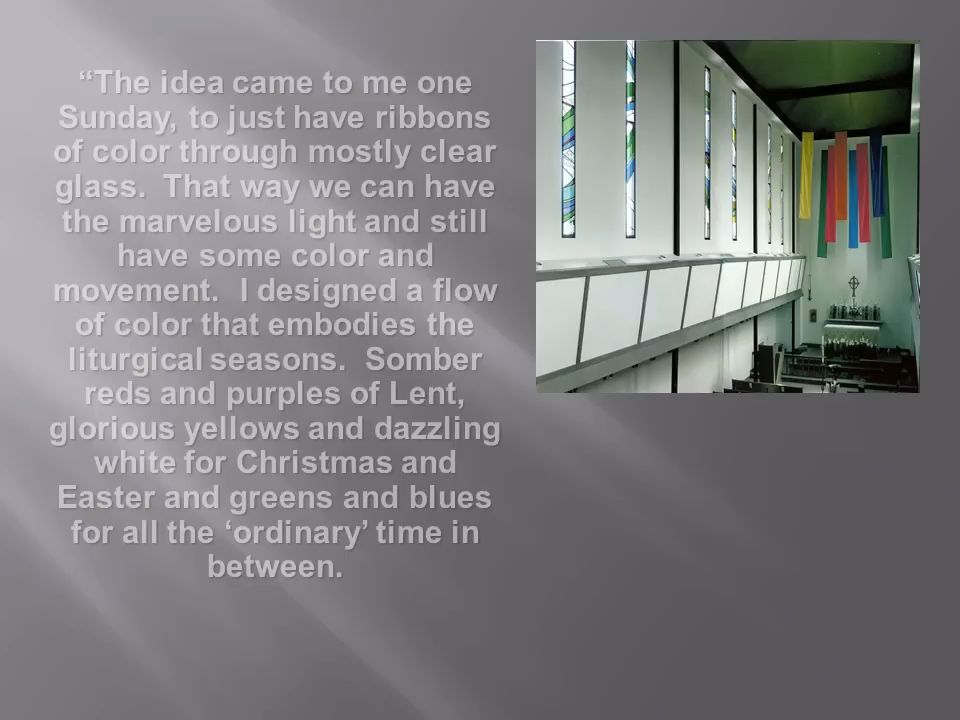 “The idea came to me one
Sunday, to just have ribbons
of color through mostly clear
glass.  That way we can have
the marvelous light and still
have some color and
movement.  I designed a flow
of color that embodies the
liturgical seasons.  Somber
reds and purples of Lent,
glorious yellows and dazzling
white for Christmas and
Easter and greens and blues
for all the ‘ordinary’ time in
between.